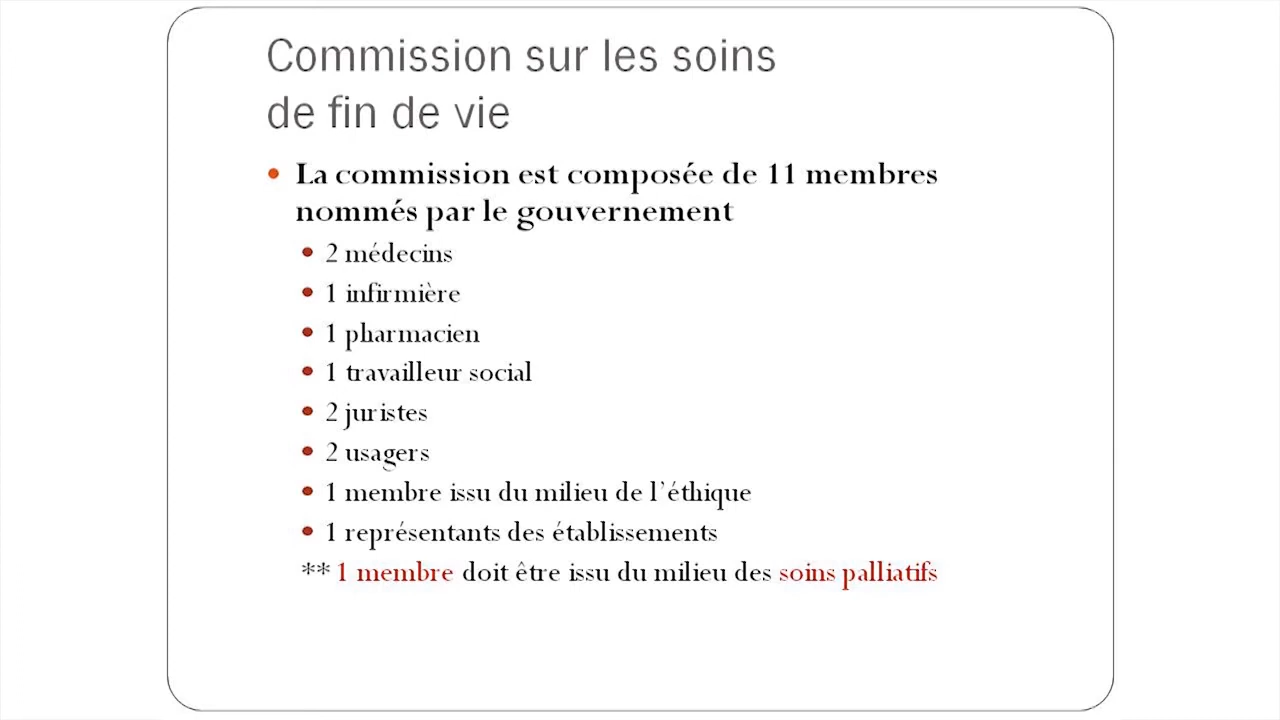 Commission sur les soins
de fin de vie
• La commission est composée de 11 membres
nommés par le gouvernement
• 2 médecins
• 1 infirmière
• 1 pharmacien
• 1 travailleur social
• 2 juristes
• 2 usagers
• 1 membre issu du milieu de l'éthique
• 1 représentants des établissements
** 1 membre doit être issu du milieu des soins palliatifs